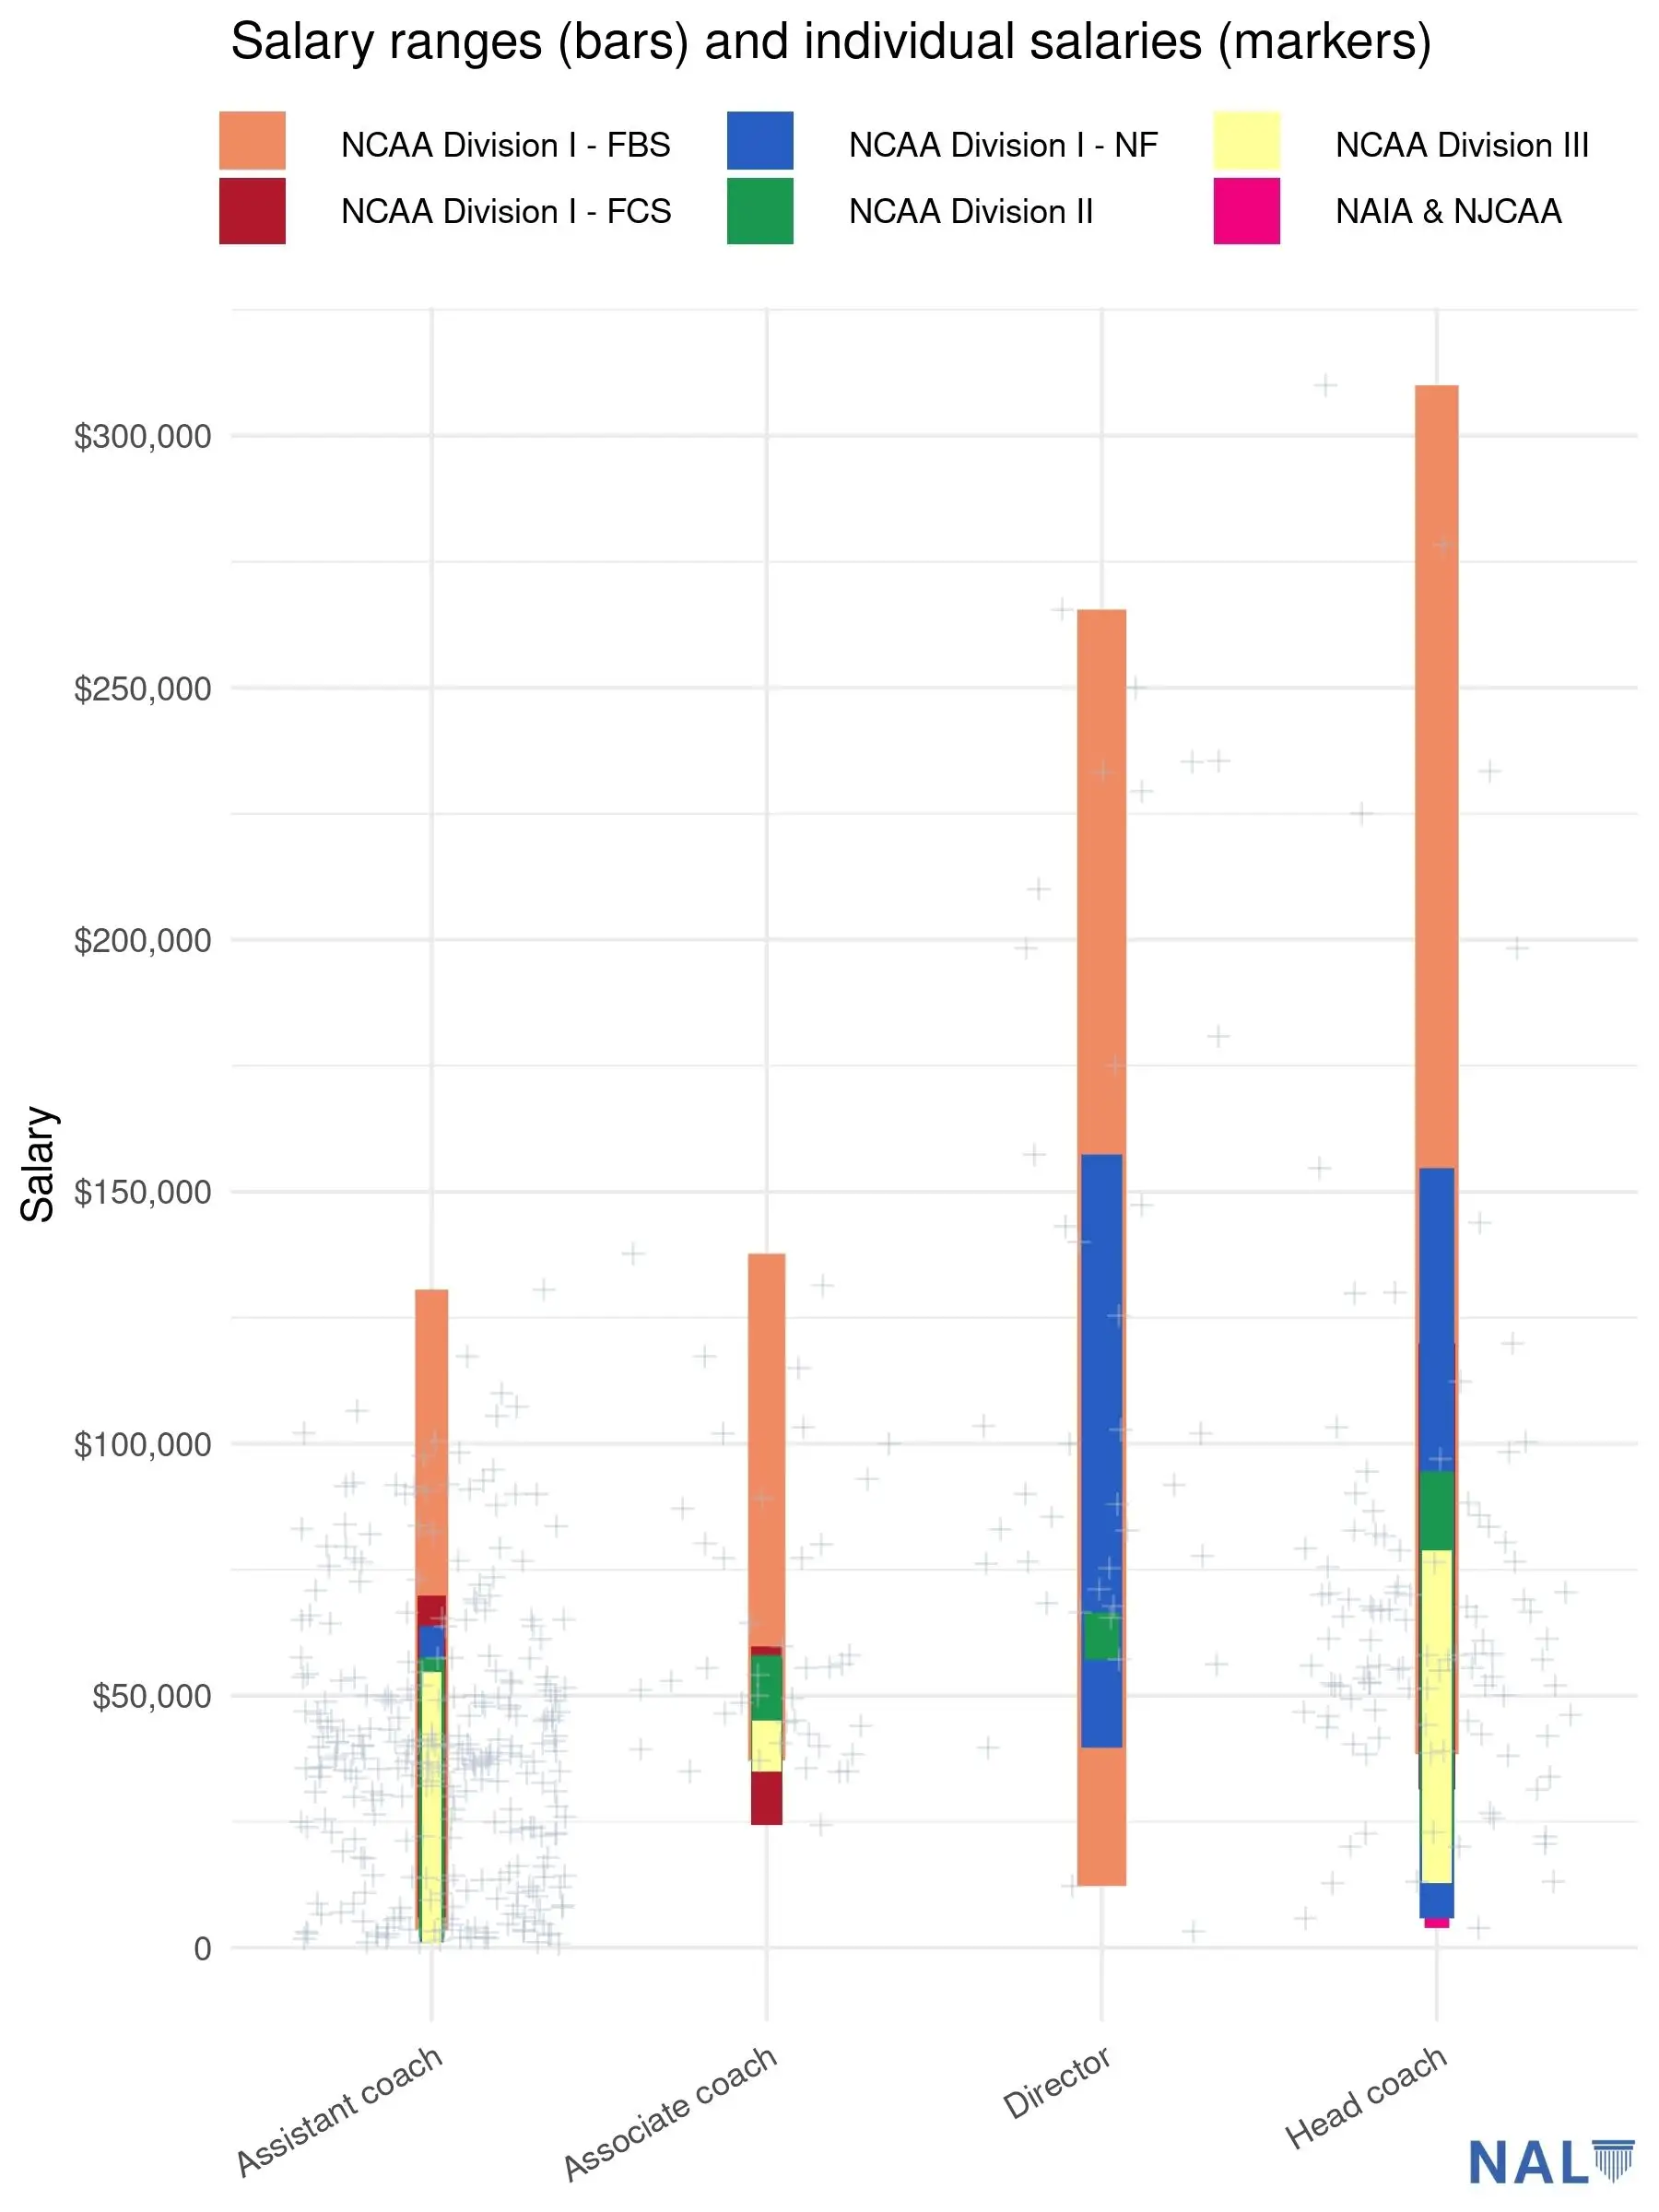 Salary ranges (bars) and individual salaries (markers)
NCAA Division I - FBS
NCAA Division I - NF
NCAA Division III
NCAA Division I - FCS
NCAA Division II
NAIA & NJCAA
$300,000
$250,000
$200,000
$150,000
$100,000
$50,000
0
Salary
Assistant coach
Associate coach
Director
Head coach
NAL